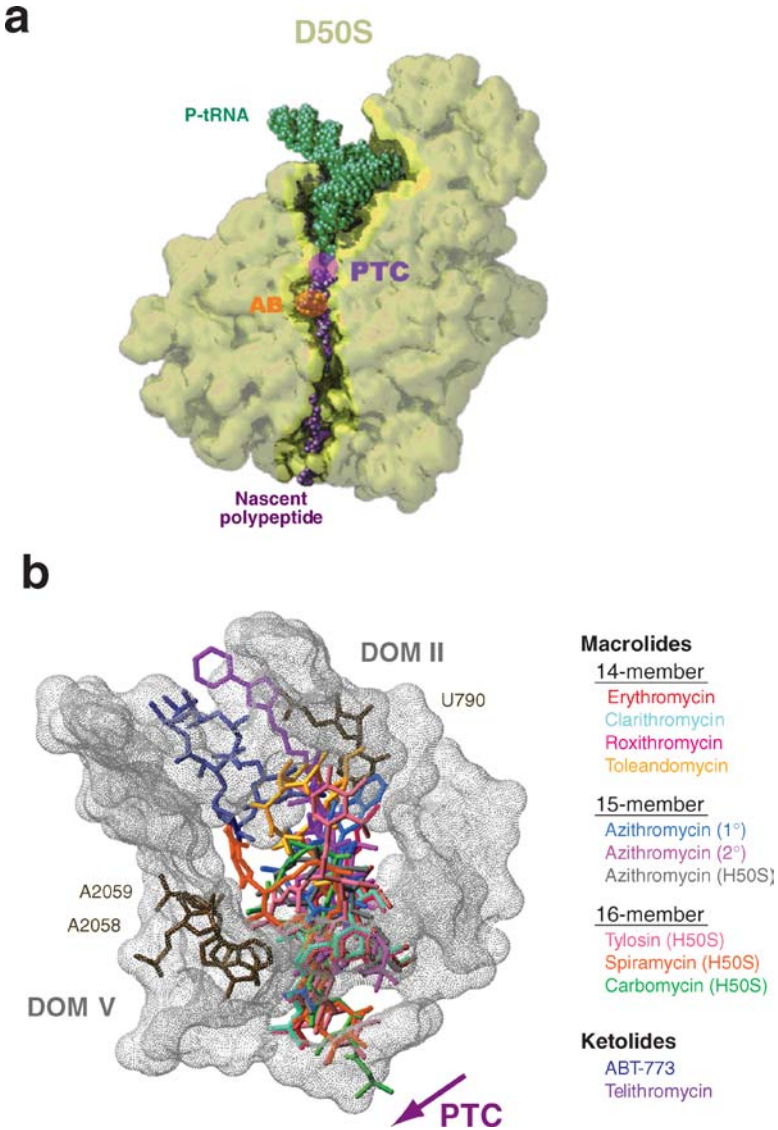 a
D50S
P-tRNA
PTC
AB
Nascent
polypeptide
b
DOM II
U790
A2059
A2058
DOM V
PTC
Macrolides
14-member
Erythromycin
Clarithromycin
Roxithromycin
Toleandomycin
15-member
Azithromycin (1°)
Azithromycin (2°)
Azithromycin (H50S)
16-member
Tylosin (H50S)
Spiramycin (H50S)
Carbomycin (H50S)
Ketolides
ABT-773
Telithromycin